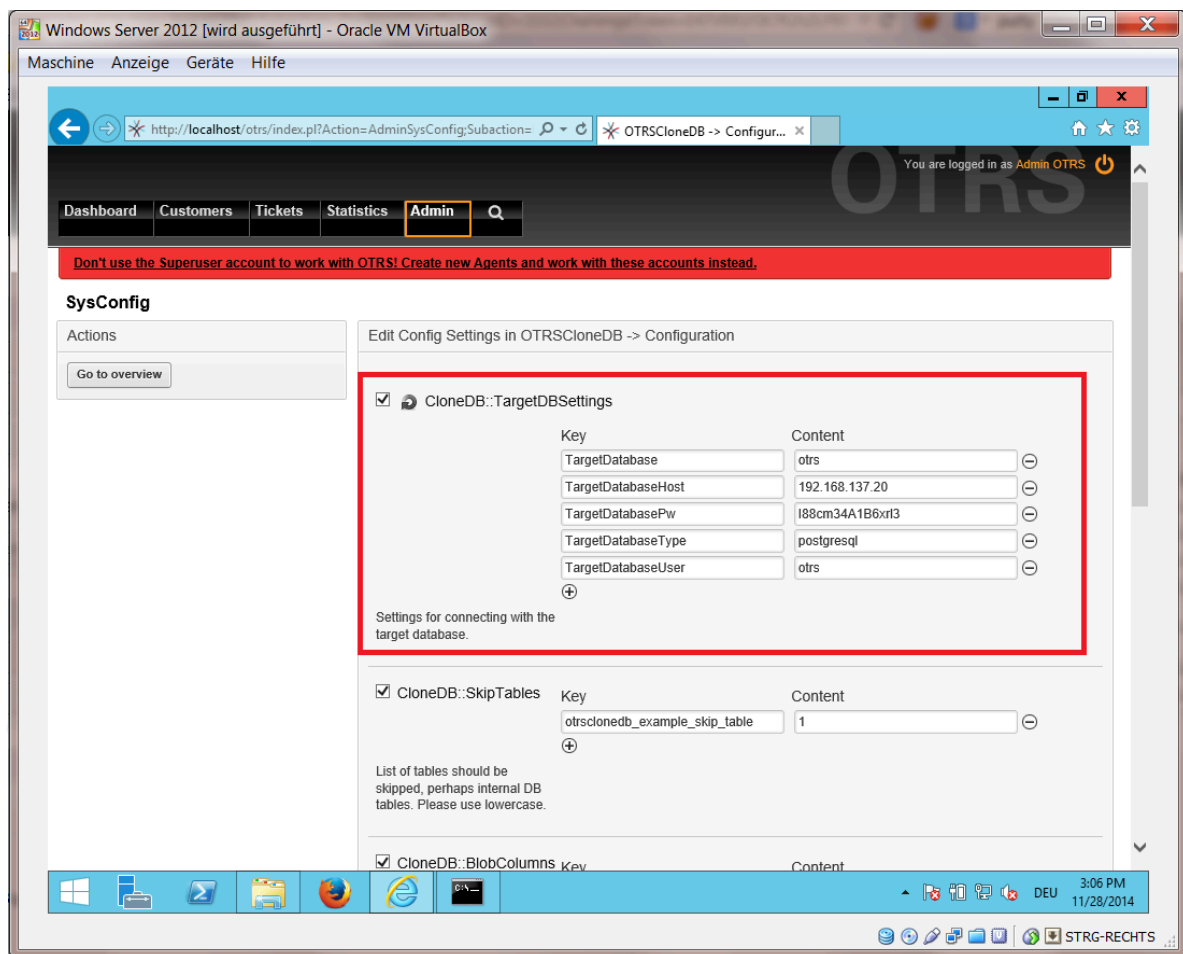 Windows Server 2012 [wird ausgeführt] - Oracle VM VirtualBox
Maschine Anzeige Geräte Hilfe
http://localhost/otrs/index.pl?Action=AdminSysConfig;Subaction=
OTRSCloneDB -> Configur...
OTRS
You are logged in as Admin OTRS
Dashboard Customers Tickets Statistics Admin
Don't use the Superuser account to work with OTRS! Create new Agents and work with these accounts instead.
SysConfig
Actions
Go to overview
Edit Config Settings in OTRSCloneDB -> Configuration
CloneDB::TargetDBSettings
Key Content
TargetDatabase otrs
TargetDatabaseHost 192.168.137.20
TargetDatabasePw I88cm34A1B6xrI3
TargetDatabaseType postgresql
TargetDatabaseUser otrs
Settings for connecting with the
target database.
CloneDB::SkipTables
Key Content
otrsclonedb_example_skip_table 1
List of tables should be
skipped, perhaps internal DB
tables. Please use lowercase.
CloneDB::BlobColumns Key Content
DEU
3:06 PM
11/28/2014
STRG-RECHTS